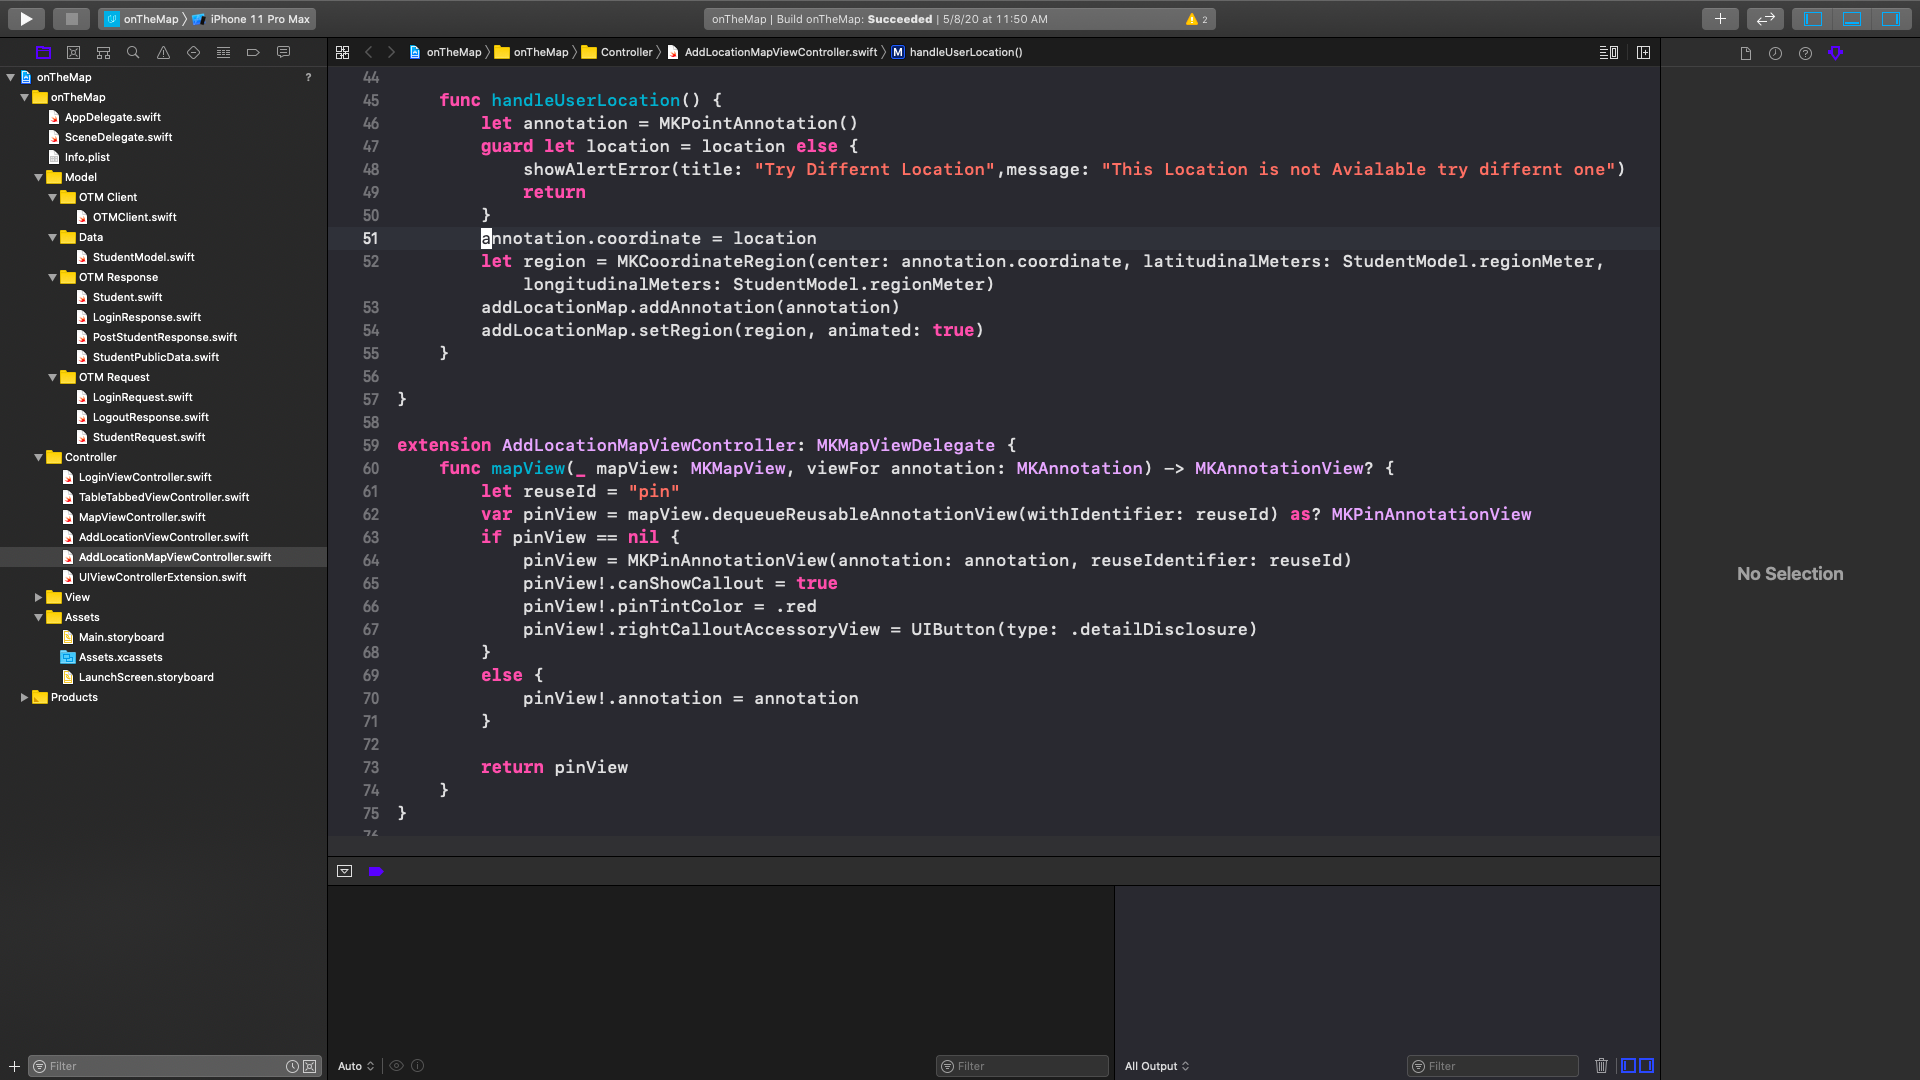 onTheMap 〉 iPhone 11 Pro Max
onTheMap | Build onTheMap: Succeeded | 5/8/20 at 11:50 AM
2
onTheMap 〉 onTheMap 〉 Controller 〉 AddLocationMapViewController.swift 〉 M handleUserLocation()
onTheMap ?
onTheMap
AppDelegate.swift
SceneDelegate.swift
Info.plist
Model
OTM Client
OTMClient.swift
Data
StudentModel.swift
OTM Response
Student.swift
LoginResponse.swift
PostStudentResponse.swift
StudentPublicData.swift
OTM Request
LoginRequest.swift
LogoutResponse.swift
StudentRequest.swift
Controller
LoginViewController.swift
TableTabbedViewController.swift
MapViewController.swift
AddLocationViewController.swift
AddLocationMapViewController.swift
UIViewControllerExtension.swift
View
Assets
Main.storyboard
Assets.xcassets
LaunchScreen.storyboard
Products
Filter
44
45 func handleUserLocation() {
46 let annotation = MKPointAnnotation()
47 guard let location = location else {
48 showAlertError(title: "Try Differnt Location",message: "This Location is not Avialable try differnt one")
49 return
50 }
51 annotation.coordinate = location
52 let region = MKCoordinateRegion(center: annotation.coordinate, latitudinalMeters: StudentModel.regionMeter,
longitudinalMeters: StudentModel.regionMeter)
53 addLocationMap.addAnnotation(annotation)
54 addLocationMap.setRegion(region, animated: true)
55 }
56
57 }
58
59 extension AddLocationMapViewController: MKMapViewDelegate {
60 func mapView(_ mapView: MKMapView, viewFor annotation: MKAnnotation) -> MKAnnotationView? {
61 let reuseId = "pin"
62 var pinView = mapView.dequeueReusableAnnotationView(withIdentifier: reuseId) as? MKPinAnnotationView
63 if pinView == nil {
64 pinView = MKPinAnnotationView(annotation: annotation, reuseIdentifier: reuseId)
65 pinView!.canShowCallout = true
66 pinView!.pinTintColor = .red
67 pinView!.rightCalloutAccessoryView = UIButton(type: .detailDisclosure)
68 }
69 else {
70 pinView!.annotation = annotation
71 }
72
73 return pinView
74 }
75 }
76
Auto
Filter
All Output
Filter
No Selection